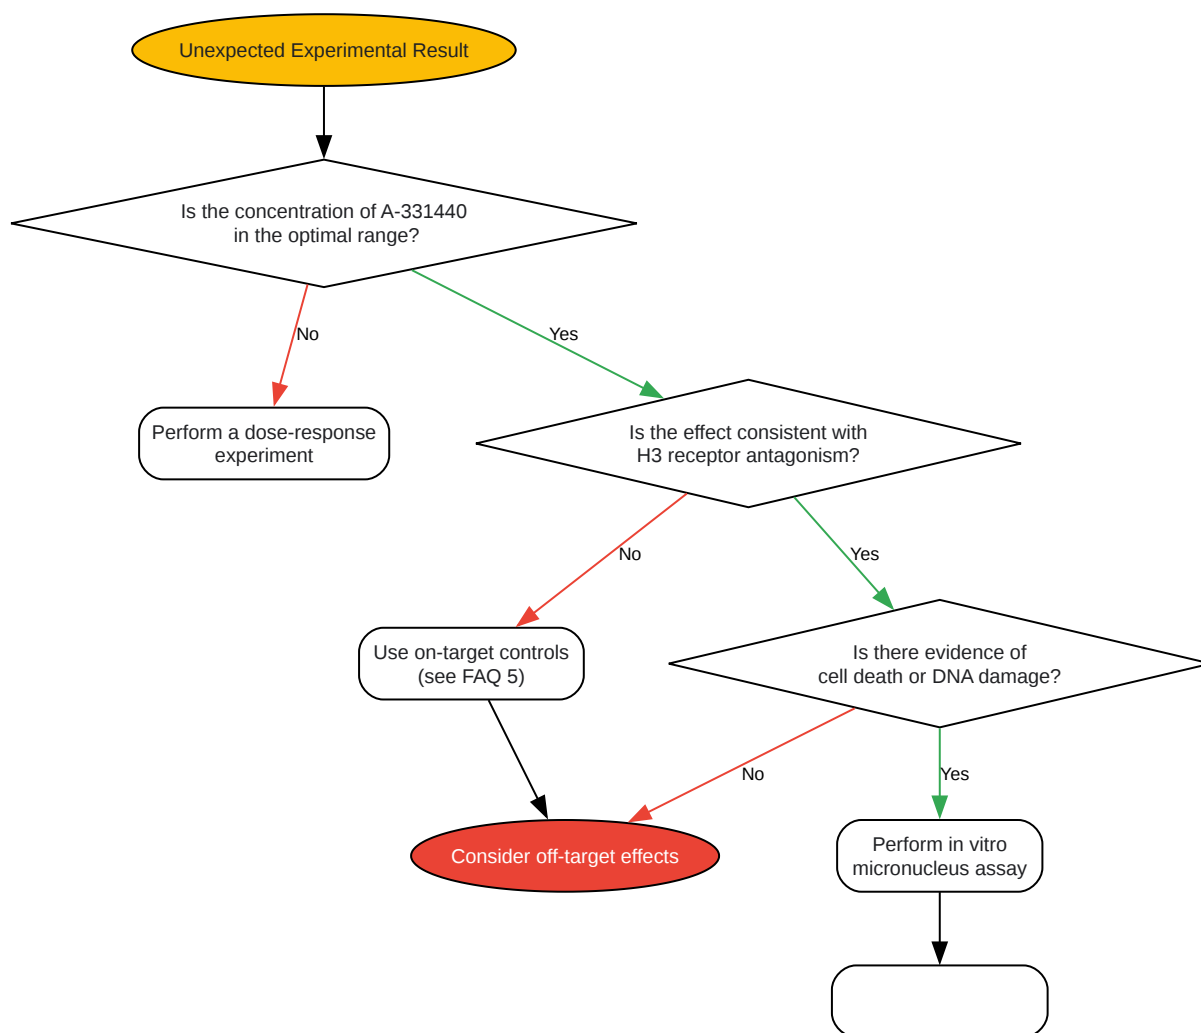 Unexpected Experimental Result
Is the concentration of A-331440
in the optimal range?
No
Yes
Perform a dose-response
experiment
Is the effect consistent with
H3 receptor antagonism?
No
Yes
Use on-target controls
(see FAQ 5)
Is there evidence of
cell death or DNA damage?
No
Yes
Consider off-target effects
Perform in vitro
micronucleus assay